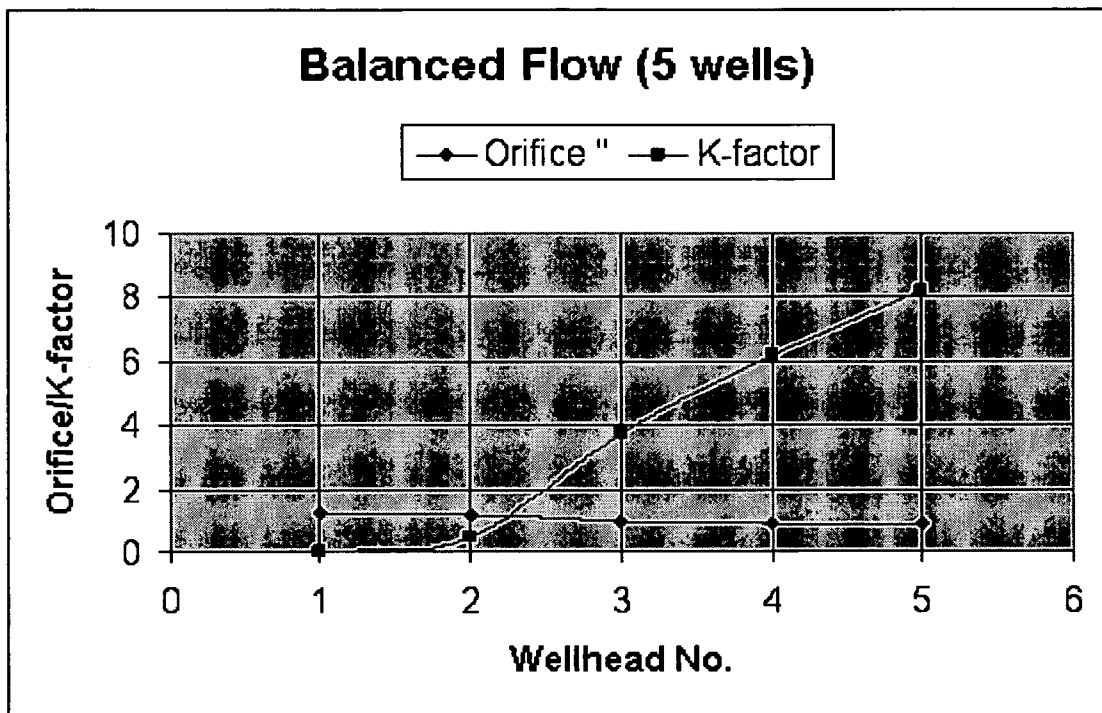 Balanced Flow (5 wells)
Orifice " K-factor
Orifice/K-factor
10
8
6
4
2
0
0 1 2 3 4 5 6
Wellhead No.